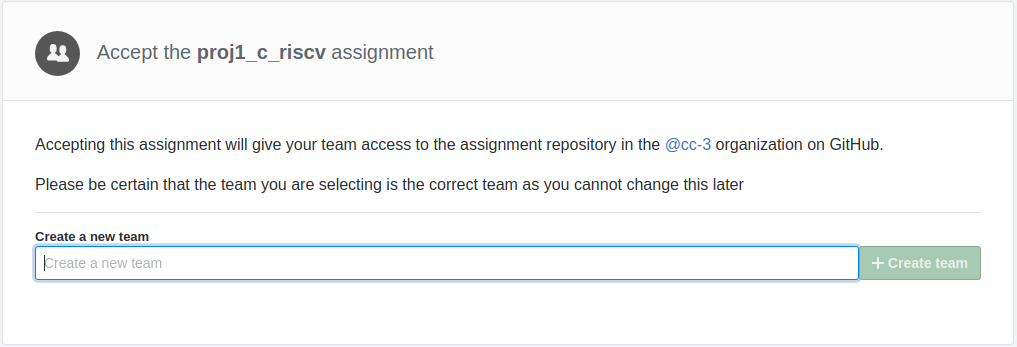 Accept the proj1_c_riscv assignment
Accepting this assignment will give your team access to the assignment repository in the @cc-3 organization on GitHub.
Please be certain that the team you are selecting is the correct team as you cannot change this later
Create a new team
Create a new team
+ Create team